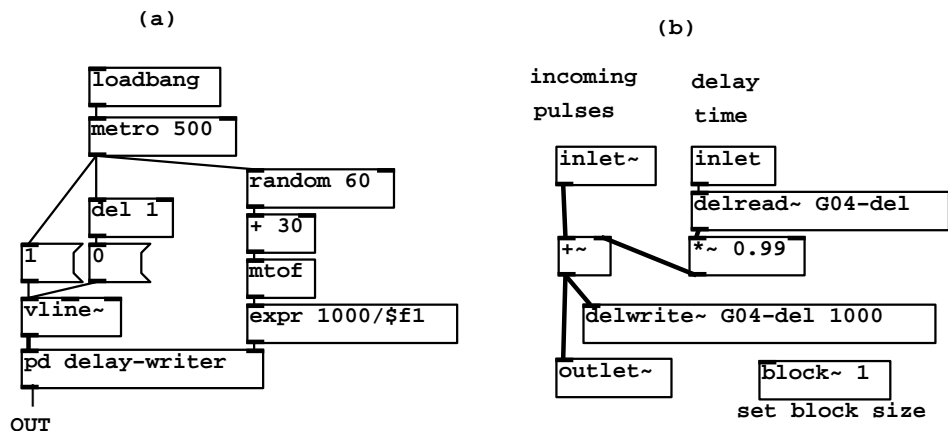 (a)
loadbang
metro 500
random 60
del 1
+ 30
1
0
mtof
vline~
expr 1000/$f1
pd delay-writer
OUT
(b)
incoming
pulses
delay
time
inlet~
inlet
delread~ G04-del
+~
*~ 0.99
delwrite~ G04-del 1000
outlet~
block~ 1
set block size